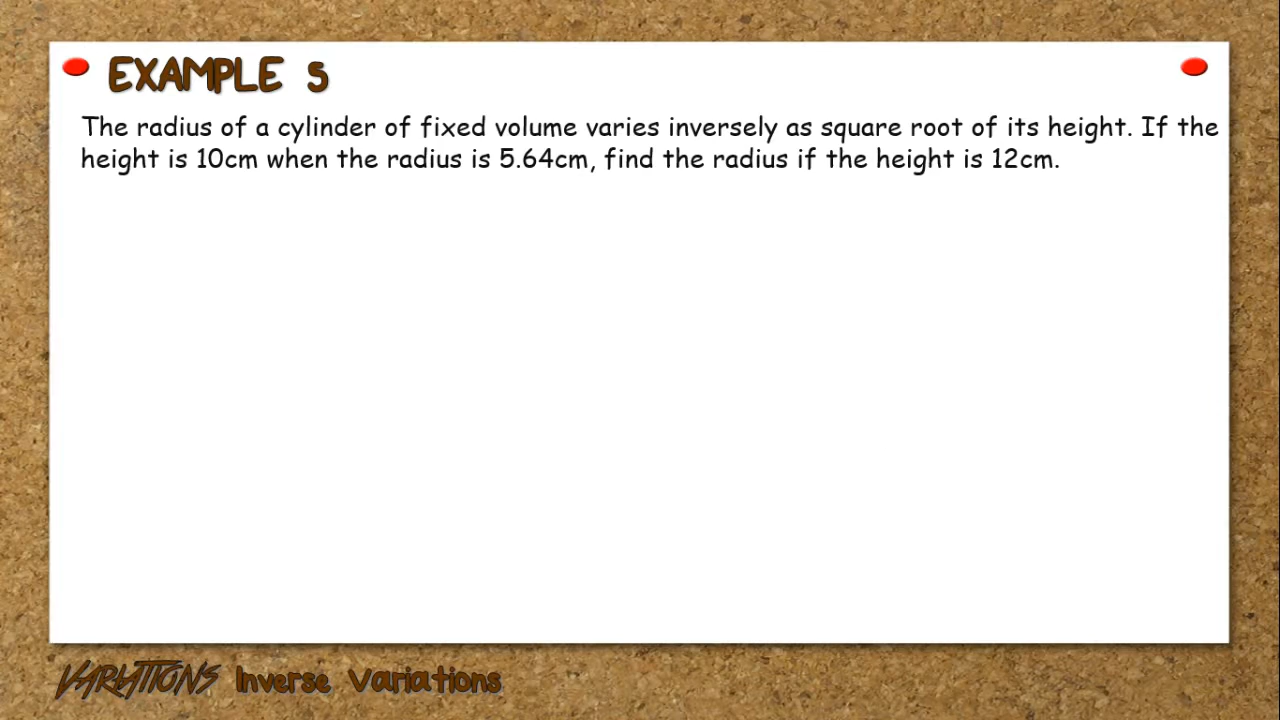 EXAMPLE 5
The radius of a cylinder of fixed volume varies inversely as square root of its height. If the
height is 10cm when the radius is 5.64cm, find the radius if the height is 12cm.
VARIATIONS Inverse Variations